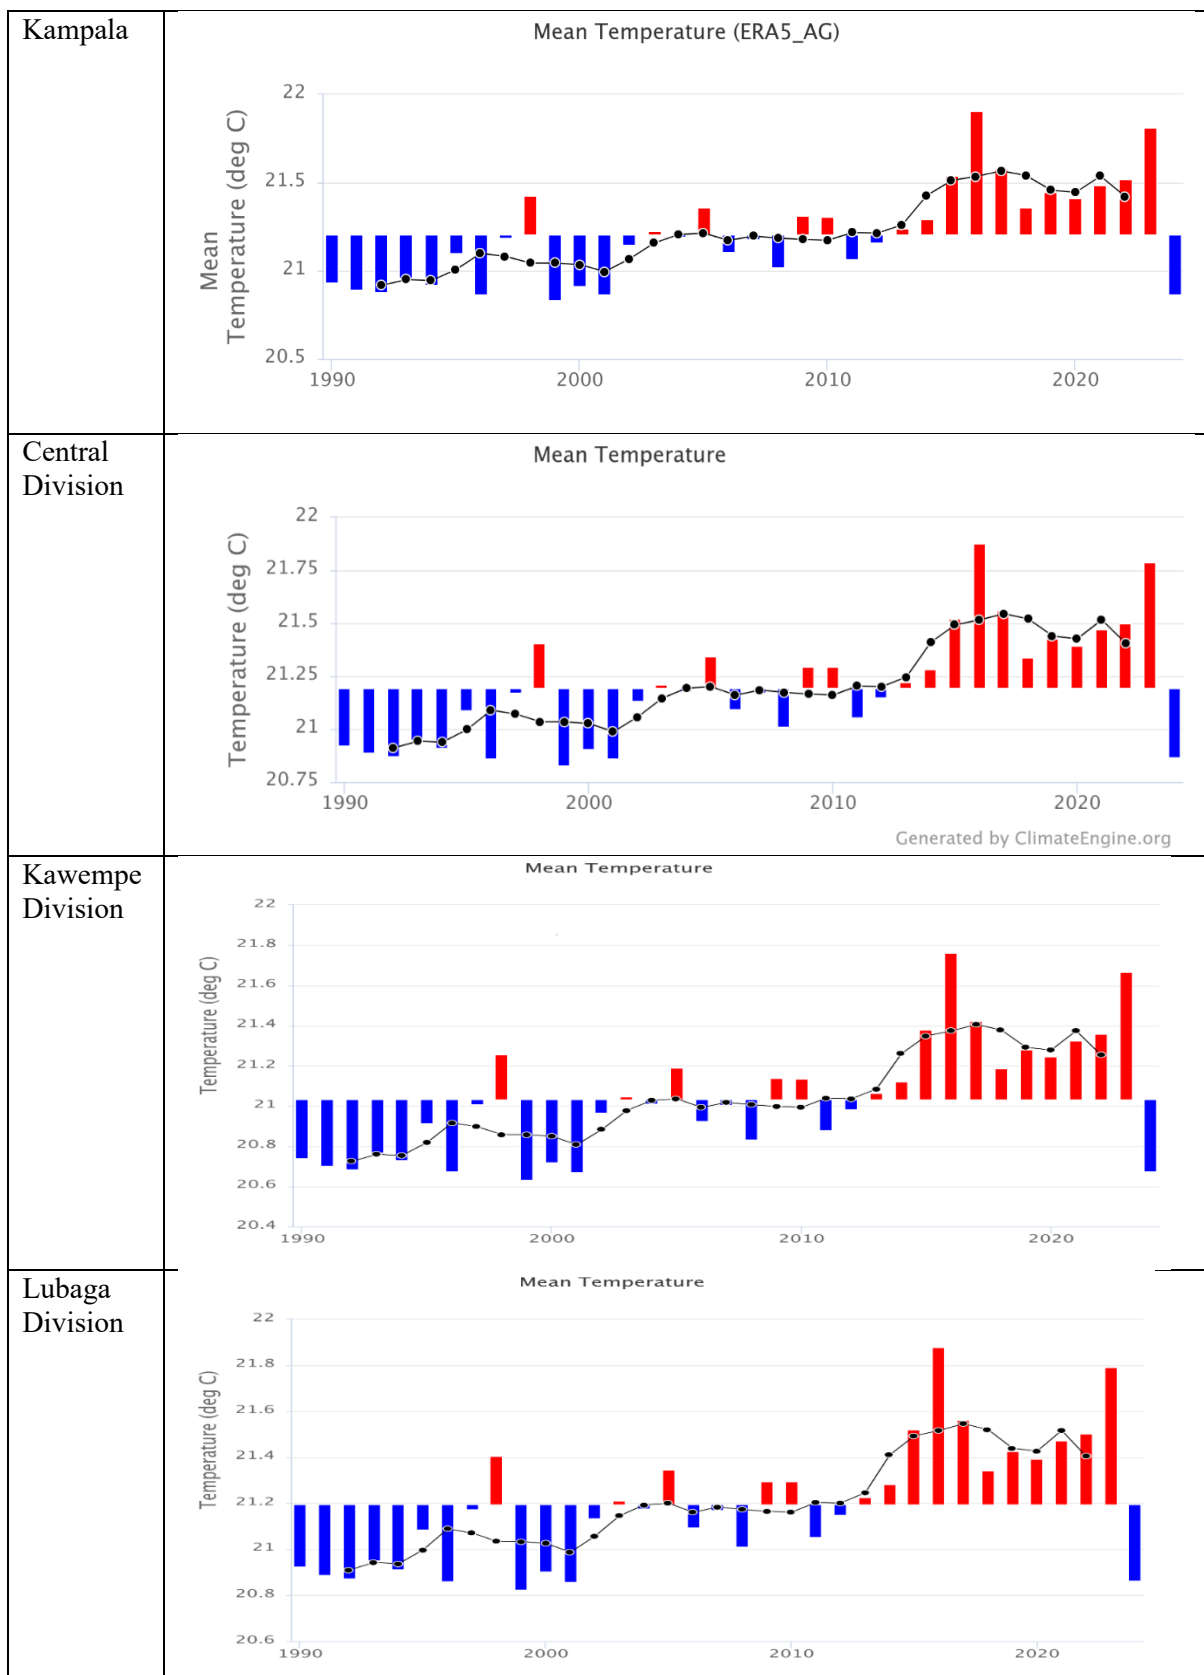 Kampala
Mean Temperature (ERA5_AG)
Mean
Temperature (deg C)
22
21.5
21
20.5
1990
2000
2010
2020
Central
Division
Mean Temperature
Temperature (deg C)
22
21.75
21.5
21.25
21
20.75
1990
2000
2010
2020
Generated by ClimateEngine.org
Kawempe
Division
Mean Temperature
Temperature (deg C)
22
21.8
21.6
21.4
21.2
21
20.8
20.6
20.4
1990
2000
2010
2020
Lubaga
Division
Mean Temperature
Temperature (deg C)
22
21.8
21.6
21.4
21.2
21
20.8
20.6
1990
2000
2010
2020